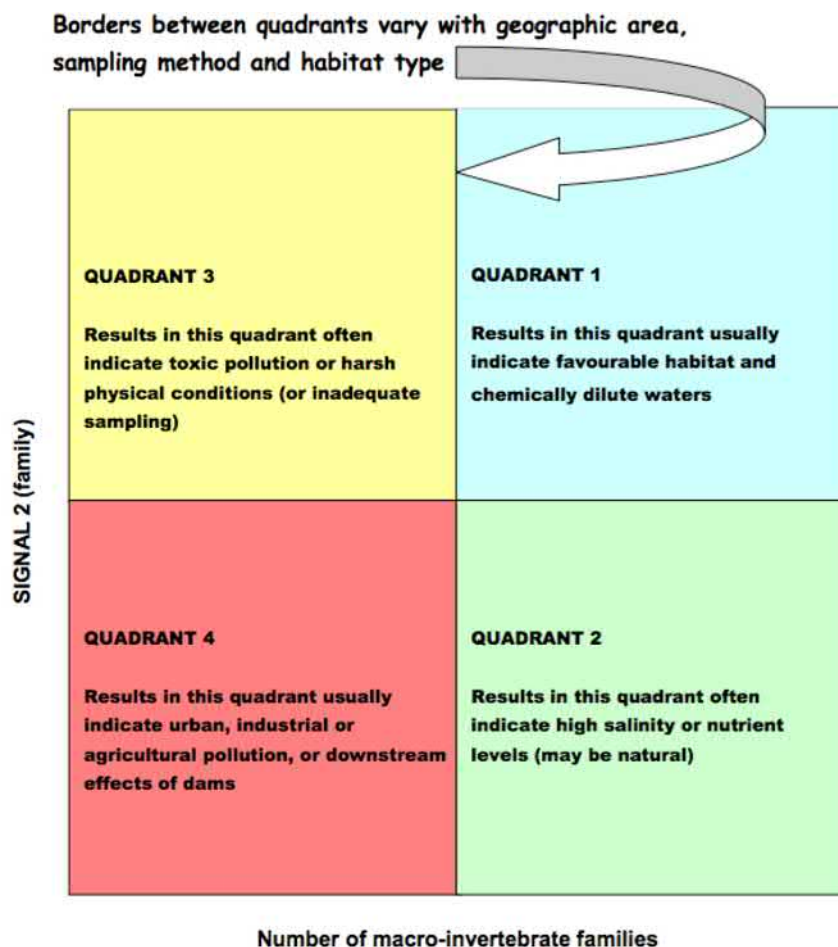 Borders between quadrants vary with geographic area,
sampling method and habitat type
QUADRANT 3
Results in this quadrant often
indicate toxic pollution or harsh
physical conditions (or inadequate
sampling)
QUADRANT 1
Results in this quadrant usually
indicate favourable habitat and
chemically dilute waters
SIGNAL 2 (family)
QUADRANT 4
Results in this quadrant usually
indicate urban, industrial or
agricultural pollution, or downstream
effects of dams
QUADRANT 2
Results in this quadrant often
indicate high salinity or nutrient
levels (may be natural)
Number of macro-invertebrate families